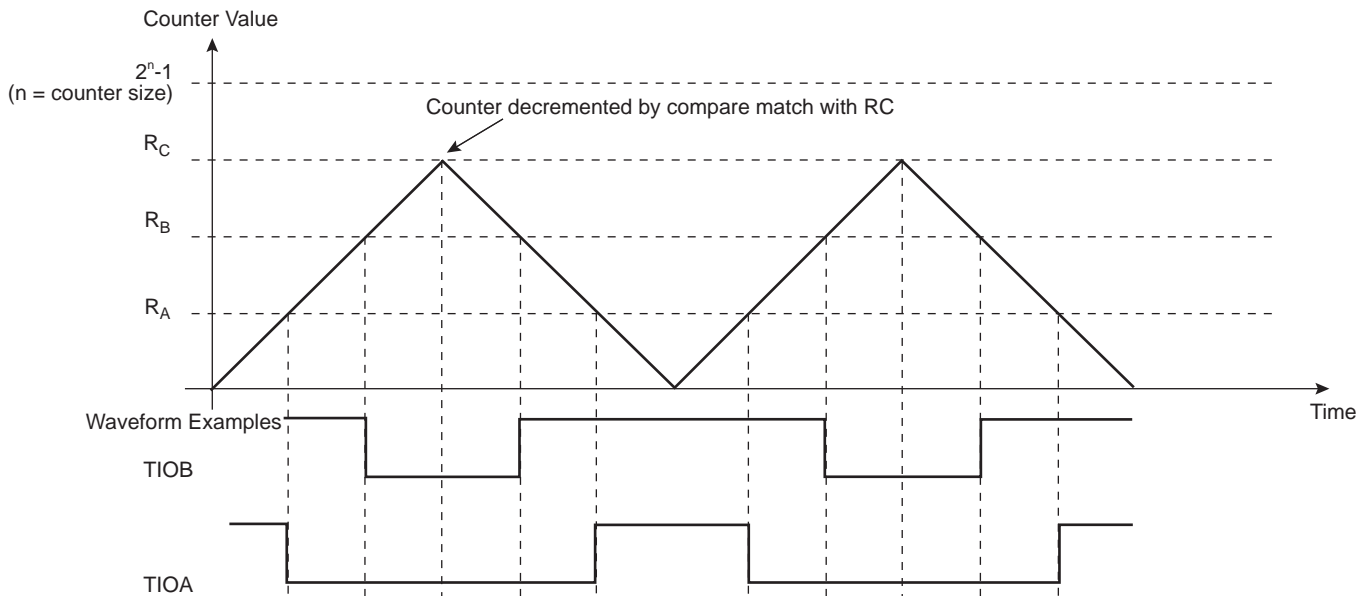 Counter Value
2ⁿ-1
(n = counter size)
Counter decremented by compare match with RC
R_C
R_B
R_A
Time
Waveform Examples
TIOB
TIOA